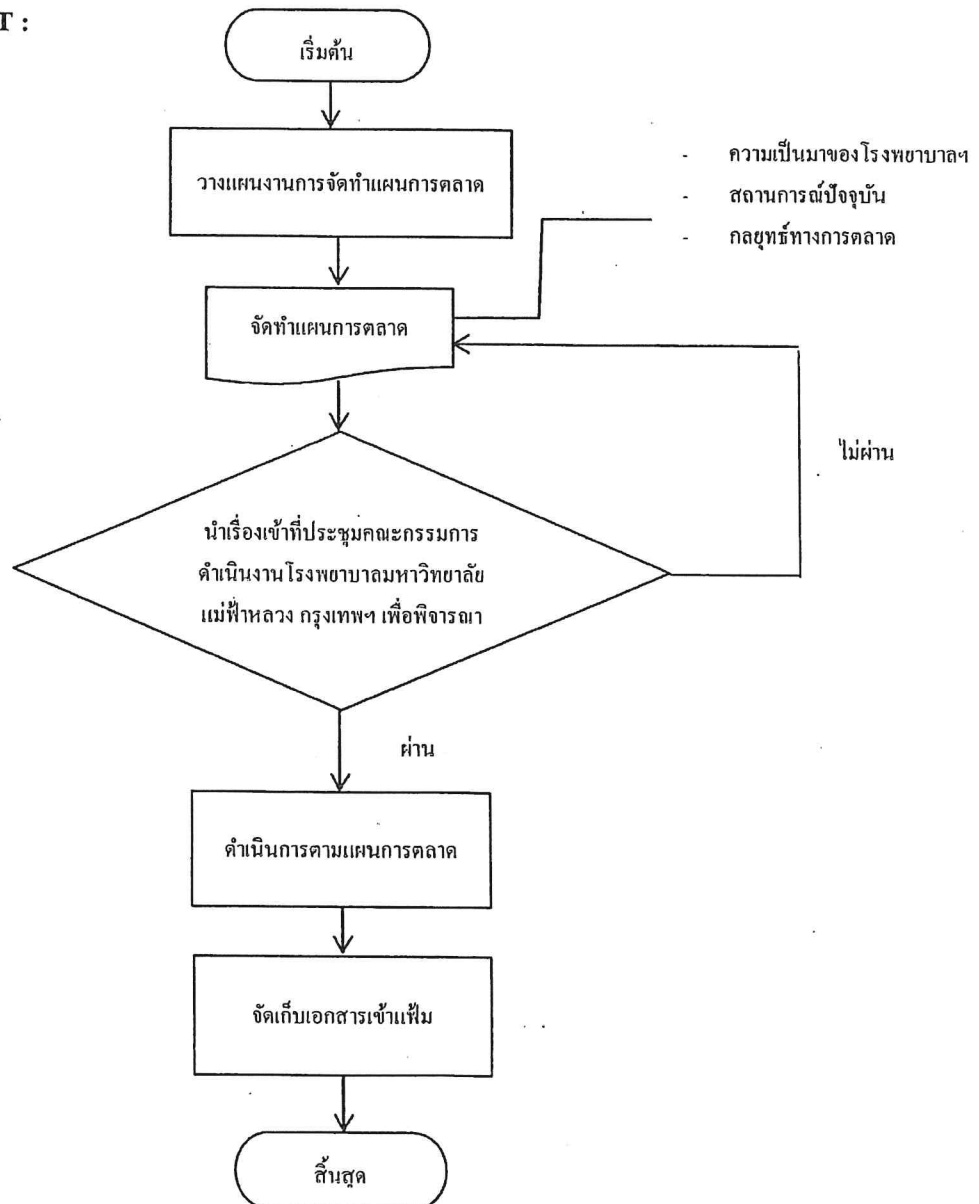 T :
เริ่มต้น
วางแผนงานการจัดทำแผนการตลาด
- ความเป็นมาของโรงพยาบาลฯ
- สถานการณ์ปัจจุบัน
- กลยุทธ์ทางการตลาด
จัดทำแผนการตลาด
ไม่ผ่าน
นำเรื่องเข้าที่ประชุมคณะกรรมการ
ดำเนินงานโรงพยาบาลมหาวิทยาลัย
แม่ฟ้าหลวง กรุงเทพฯ เพื่อพิจารณา
ผ่าน
ดำเนินการตามแผนการตลาด
จัดเก็บเอกสารเข้าแฟ้ม
สิ้นสุด